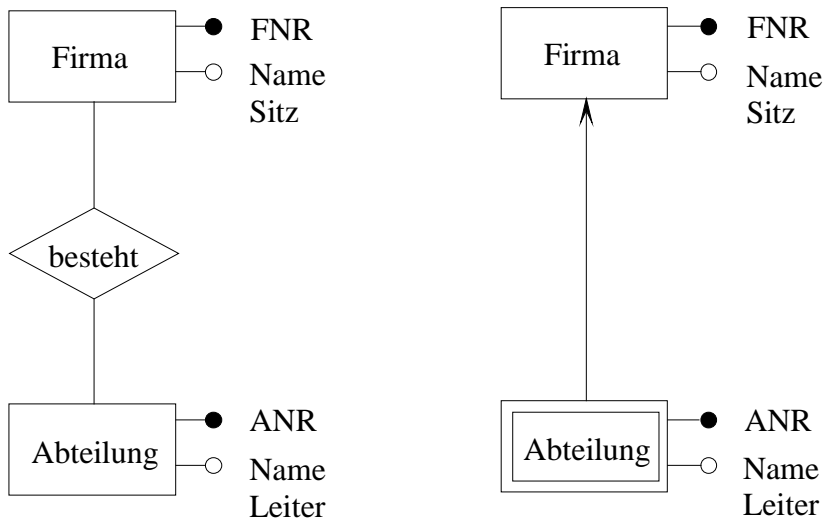 Firma
FNR
Name
Sitz
besteht
Abteilung
ANR
Name
Leiter
Firma
FNR
Name
Sitz
Abteilung
ANR
Name
Leiter